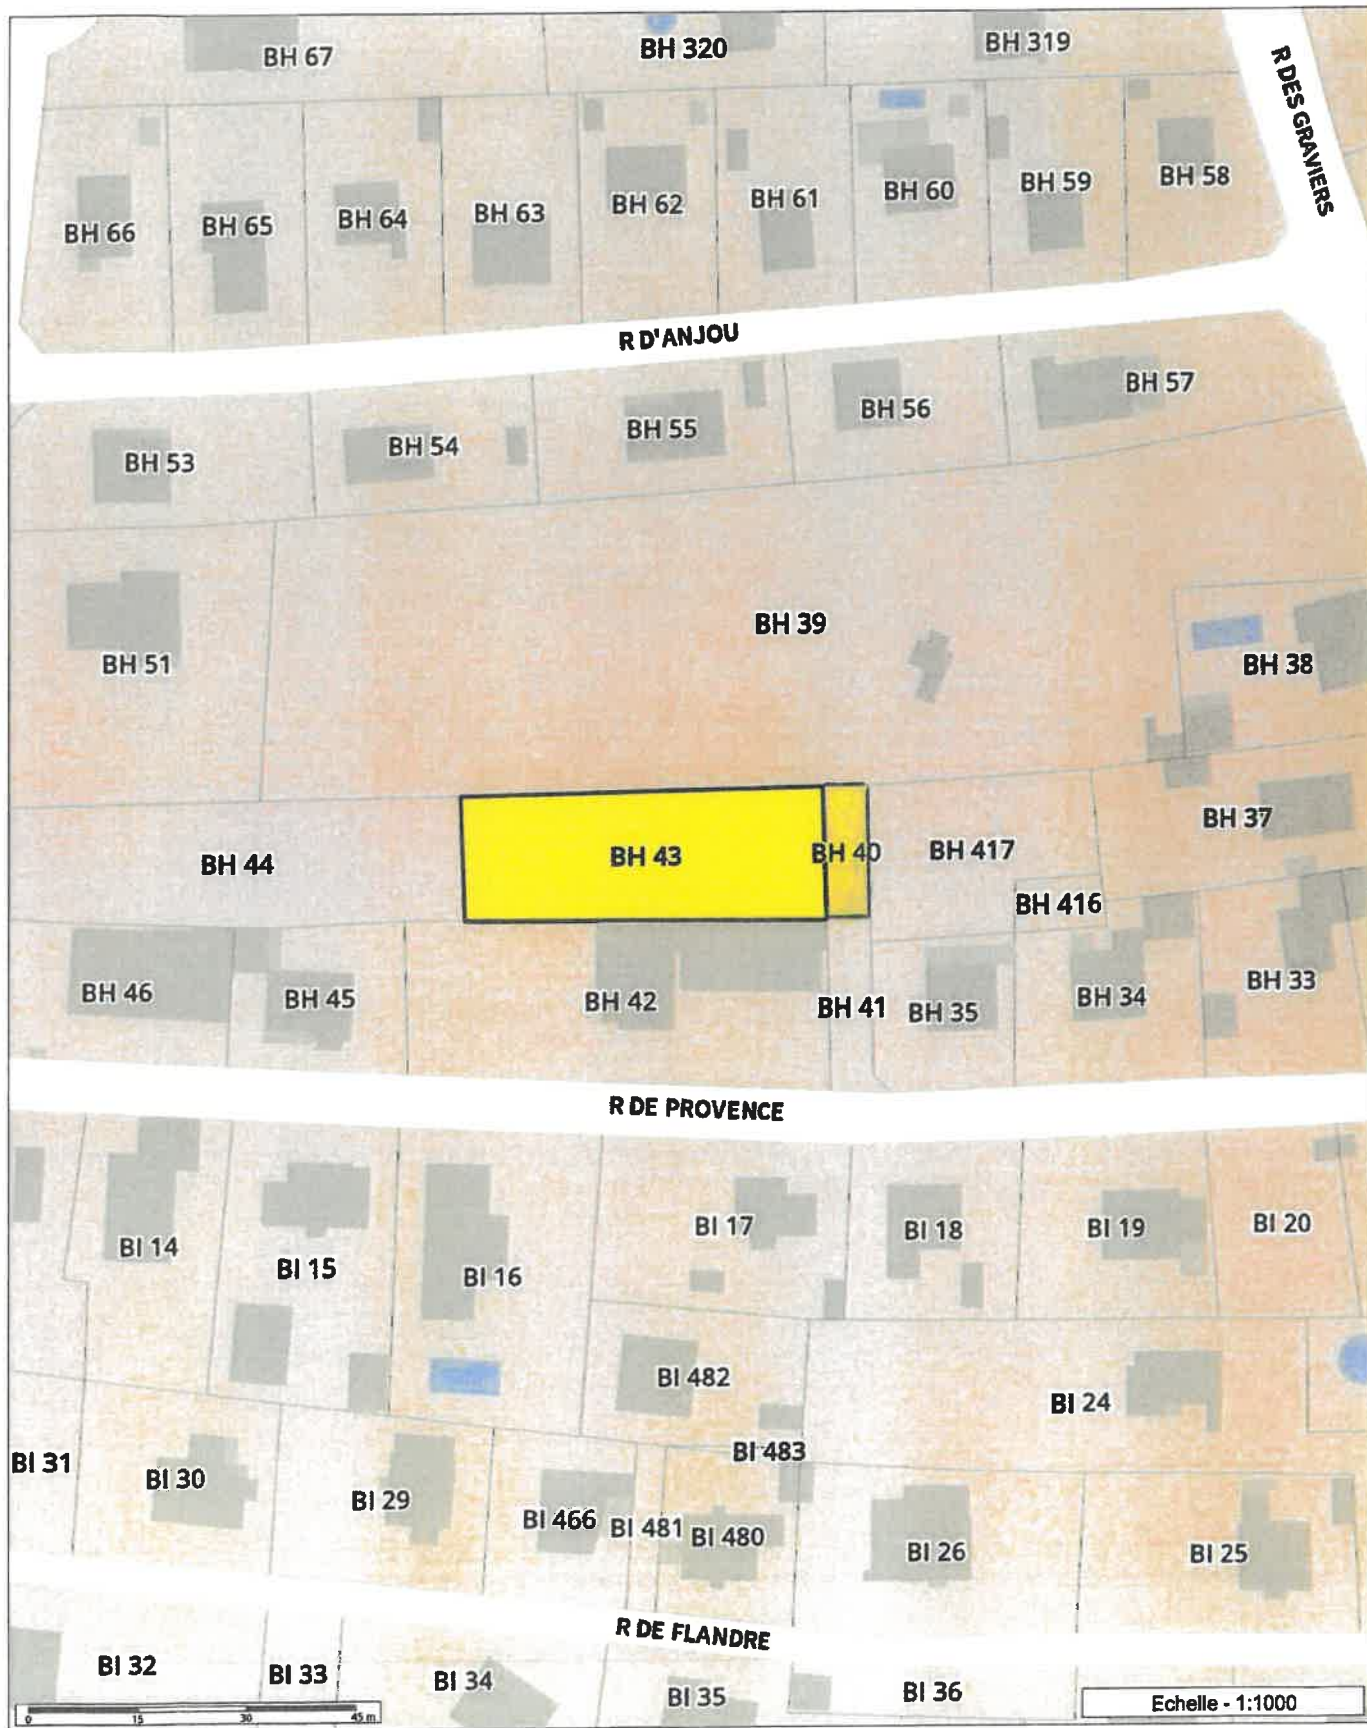 BH 67
BH 320
BH 319
R DES GRAVIERS
BH 66
BH 65
BH 64
BH 63
BH 62
BH 61
BH 60
BH 59
BH 58
R D'ANJOU
BH 53
BH 54
BH 55
BH 56
BH 57
BH 51
BH 39
BH 38
BH 44
BH 43
BH 40
BH 417
BH 416
BH 37
BH 46
BH 45
BH 42
BH 41
BH 35
BH 34
BH 33
R DE PROVENCE
BI 14
BI 15
BI 16
BI 17
BI 18
BI 19
BI 20
BI 482
BI 24
BI 31
BI 30
BI 29
BI 466
BI 481
BI 483
BI 480
BI 26
BI 25
R DE FLANDRE
BI 32
BI 33
BI 34
BI 35
BI 36
0 15 30 45 m
Echelle - 1:1000